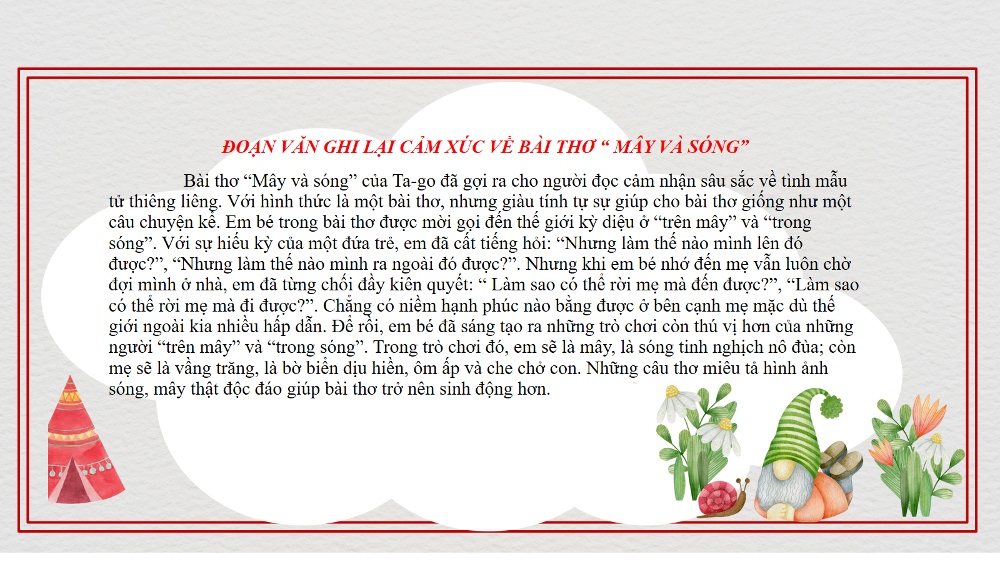 ĐOẠN VĂN GHI LẠI CẢM XÚC VỀ BÀI THƠ “ MÂY VÀ SÓNG”
Bài thơ “Mây và sóng” của Ta-go đã gợi ra cho người đọc cảm nhận sâu sắc về tình mẫu
tử thiêng liêng. Với hình thức là một bài thơ, nhưng giàu tính tự sự giúp cho bài thơ giống như một
câu chuyện kể. Em bé trong bài thơ được mời gọi đến thế giới kỳ diệu ở “trên mây” và “trong
sóng”. Với sự hiếu kỳ của một đứa trẻ, em đã cất tiếng hỏi: “Nhưng làm thế nào mình lên đó
được?”, “Nhưng làm thế nào mình ra ngoài đó được?”. Nhưng khi em bé nhớ đến mẹ vẫn luôn chờ
đợi mình ở nhà, em đã từng chối đầy kiên quyết: “ Làm sao có thể rời mẹ mà đến được?”, “Làm sao
có thể rời mẹ mà đi được?”. Chẳng có niềm hạnh phúc nào bằng được ở bên cạnh mẹ mặc dù thế
giới ngoài kia nhiều hấp dẫn. Để rồi, em bé đã sáng tạo ra những trò chơi còn thú vị hơn của những
người “trên mây” và “trong sóng”. Trong trò chơi đó, em sẽ là mây, là sóng tinh nghịch nô đùa; còn
mẹ sẽ là vầng trăng, là bờ biển dịu hiền, ôm ấp và che chở con. Những câu thơ miêu tả hình ảnh
sóng, mây thật độc đáo giúp bài thơ trở nên sinh động hơn.